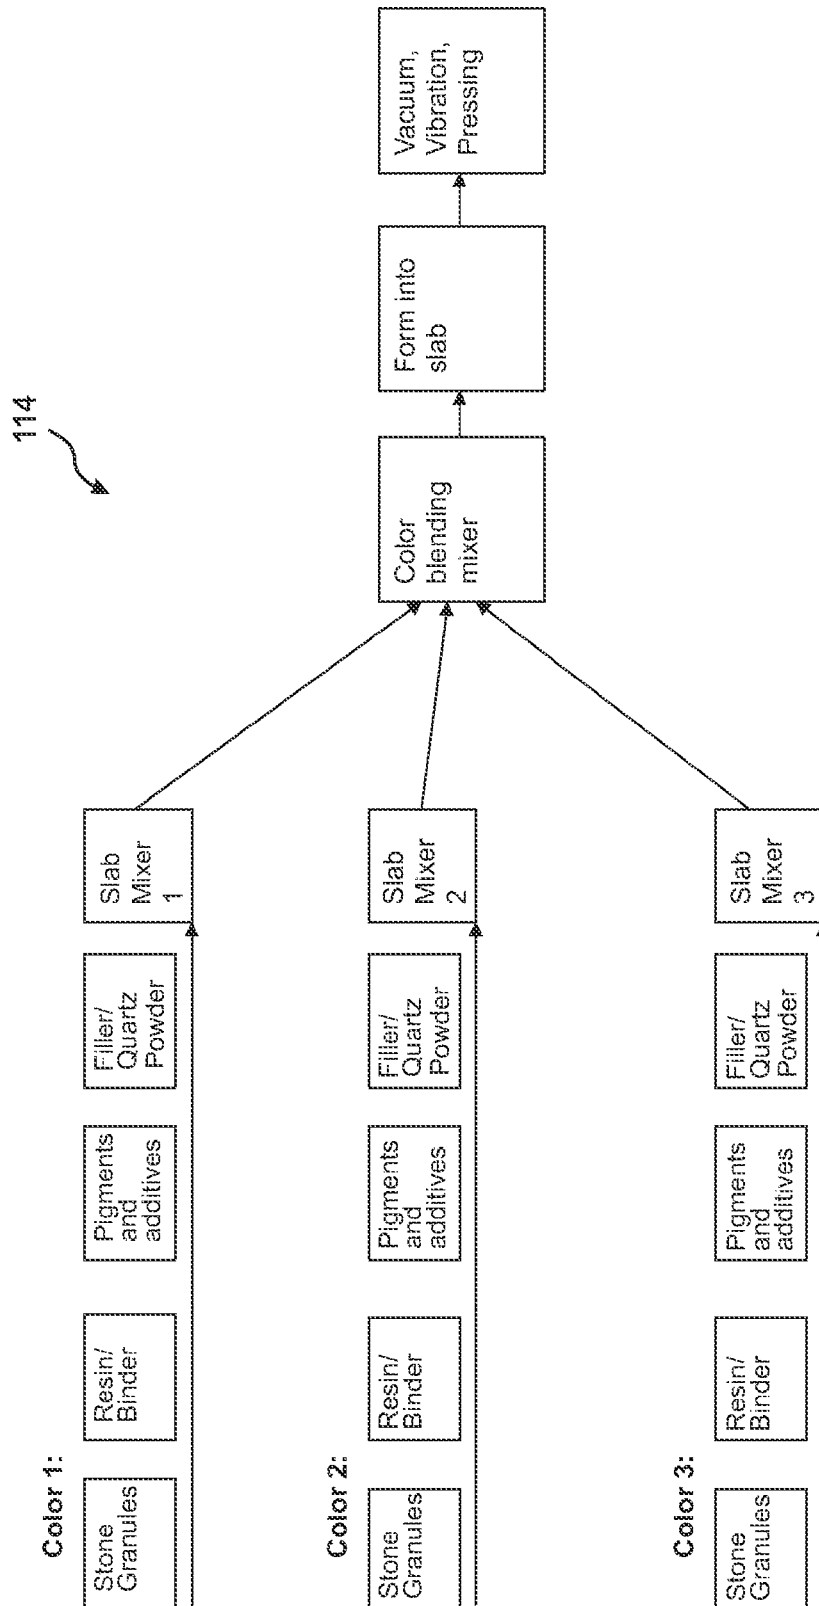 114
Color 1:
Stone
Granules
Resin/
Binder
Pigments
and
additives
Filler/
Quartz
Powder
Slab
Mixer
1
Color 2:
Stone
Granules
Resin/
Binder
Pigments
and
additives
Filler/
Quartz
Powder
Slab
Mixer
2
Color 3:
Stone
Granules
Resin/
Binder
Pigments
and
additives
Filler/
Quartz
Powder
Slab
Mixer
3
Color
blending
mixer
Form into
slab
Vacuum,
Vibration,
Pressing